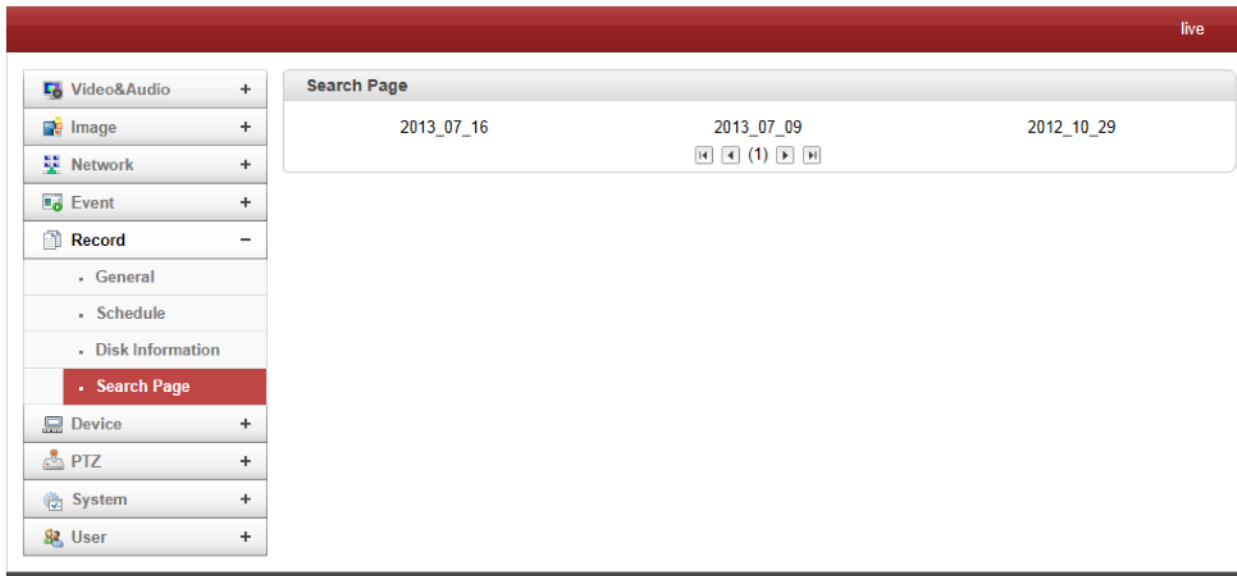 live
Video&Audio +
Image +
Network +
Event +
Record −
General
Schedule
Disk Information
Search Page
Device +
PTZ +
System +
User +
Search Page
2013_07_16 2013_07_09 2012_10_29
(1)